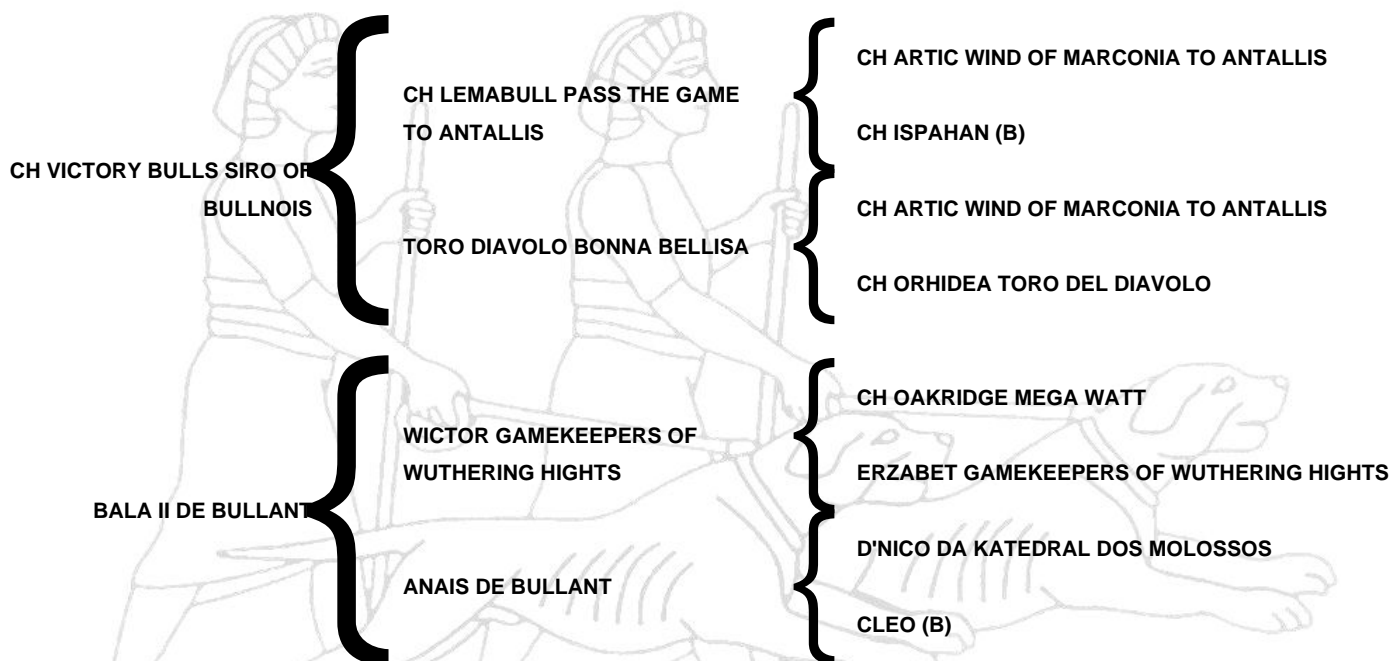 CH VICTORY BULLS SIRO OF
BULLNOIS
CH LEMABULL PASS THE GAME
TO ANTALLIS
CH ARTIC WIND OF MARCONIA TO ANTALLIS
CH ISPAHAN (B)
TORO DIAVOLO BONNA BELLISA
CH ARTIC WIND OF MARCONIA TO ANTALLIS
CH ORHIDEA TORO DEL DIAVOLO
BALA II DE BULLANT
WICTOR GAMEKEEPERS OF
WUTHERING HIGHTS
CH OAKRIDGE MEGA WATT
ERZABET GAMEKEEPERS OF WUTHERING HIGHTS
ANAIS DE BULLANT
D'NICO DA KATEDRAL DOS MOLOSSOS
CLEO (B)